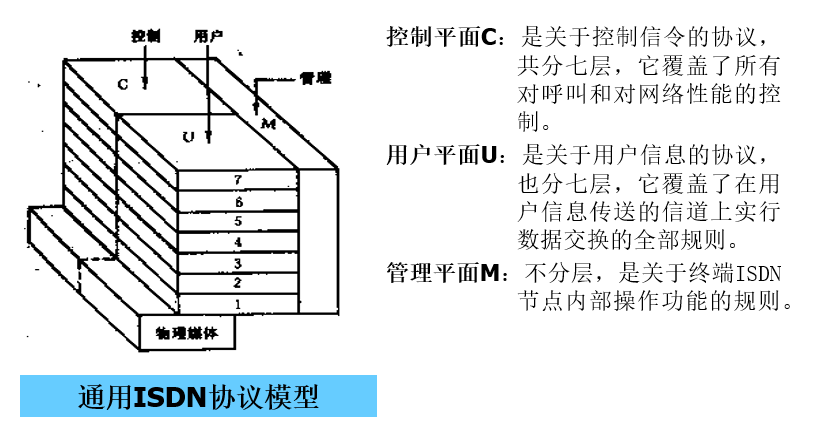 控制
用户
管理
C
M
U
7
6
5
4
3
2
1
物理媒体
通用ISDN协议模型
控制平面C：是关于控制信令的协议，
共分七层，它覆盖了所有
对呼叫和对网络性能的控
制。
用户平面U：是关于用户信息的协议，
也分七层，它覆盖了在用
户信息传送的信道上实行
数据交换的全部规则。
管理平面M：不分层，是关于终端ISDN
节点内部操作功能的规则。